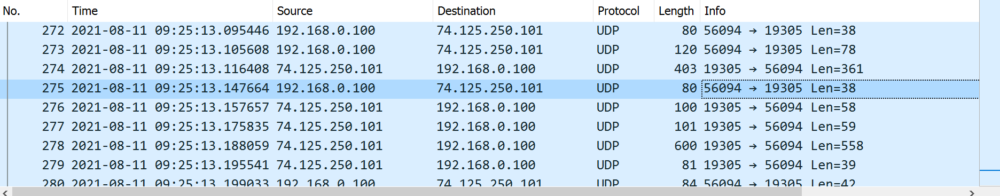 No. Time Source Destination Protocol Length Info
272 2021-08-11 09:25:13.095446 192.168.0.100 74.125.250.101 UDP 80 56094 → 19305 Len=38
273 2021-08-11 09:25:13.105608 192.168.0.100 74.125.250.101 UDP 120 56094 → 19305 Len=78
274 2021-08-11 09:25:13.116408 74.125.250.101 192.168.0.100 UDP 403 19305 → 56094 Len=361
275 2021-08-11 09:25:13.147664 192.168.0.100 74.125.250.101 UDP 80 56094 → 19305 Len=38
276 2021-08-11 09:25:13.157657 74.125.250.101 192.168.0.100 UDP 100 19305 → 56094 Len=58
277 2021-08-11 09:25:13.175835 74.125.250.101 192.168.0.100 UDP 101 19305 → 56094 Len=59
278 2021-08-11 09:25:13.188059 74.125.250.101 192.168.0.100 UDP 600 19305 → 56094 Len=558
279 2021-08-11 09:25:13.195541 74.125.250.101 192.168.0.100 UDP 81 19305 → 56094 Len=39
280 2021-08-11 09:25:13.199033 192.168.0.100 74.125.250.101 UDP 84 56094 → 19305 Len=42